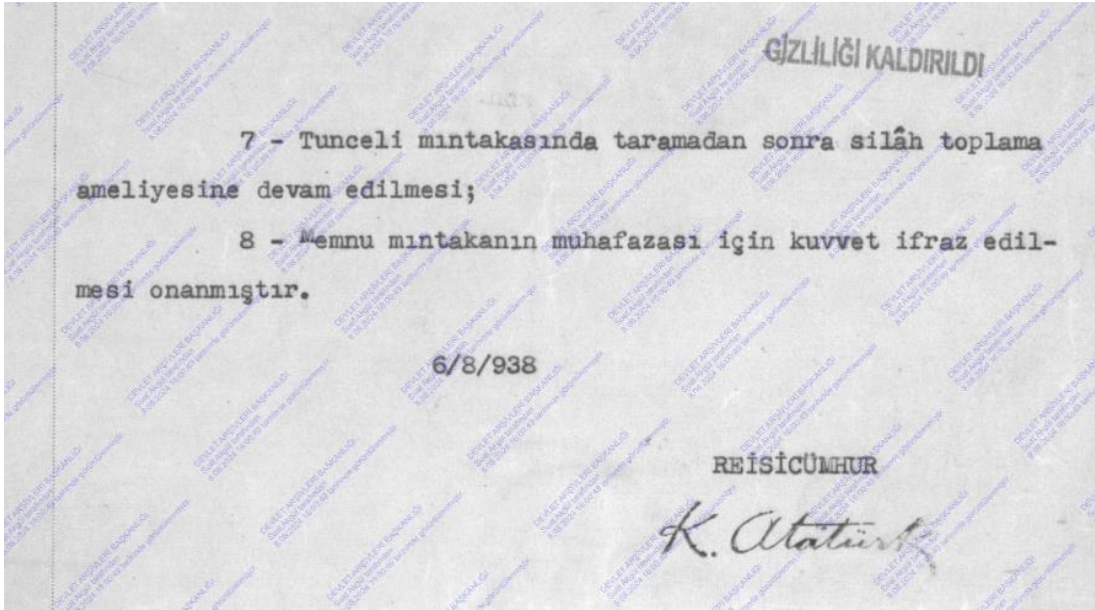 GİZLİLİĞİ KALDIRILDI
7 - Tunceli mıntakasında taramadan sonra silâh toplama
ameliyesine devam edilmesi;
8 - Memnu mıntakanın muhafazası için kuvvet ifraz edil-
mesi onanmıştır.
6/8/938
REİSİCÜMHUR
K. Atatürk